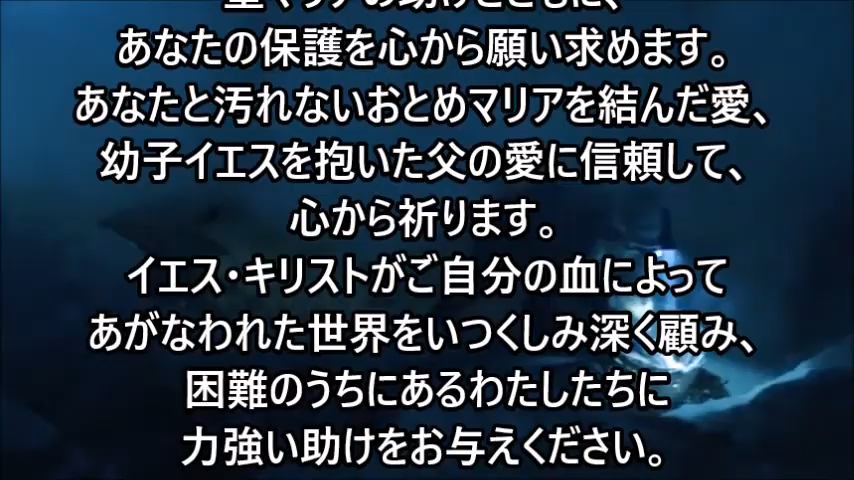 あなたの保護を心から願い求めます。
あなたと汚れないおとめマリアを結んだ愛、
幼子イエスを抱いた父の愛に信頼して、
心から祈ります。
イエス・キリストがご自分の血によって
あがなわれた世界をいつくしみ深く顧み、
困難のうちにあるわたしたちに
力強い助けをお与えください。